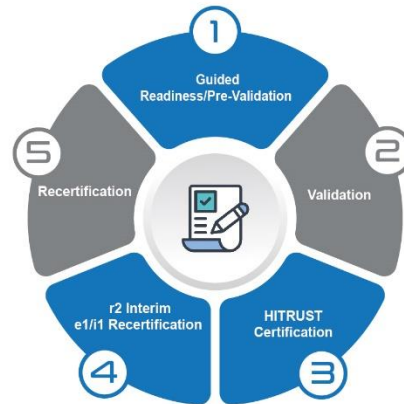 1
Guided
Readiness/Pre-Validation
2
Validation
3
HITRUST
Certification
4
r2 Interim
e1/i1 Recertification
5
Recertification